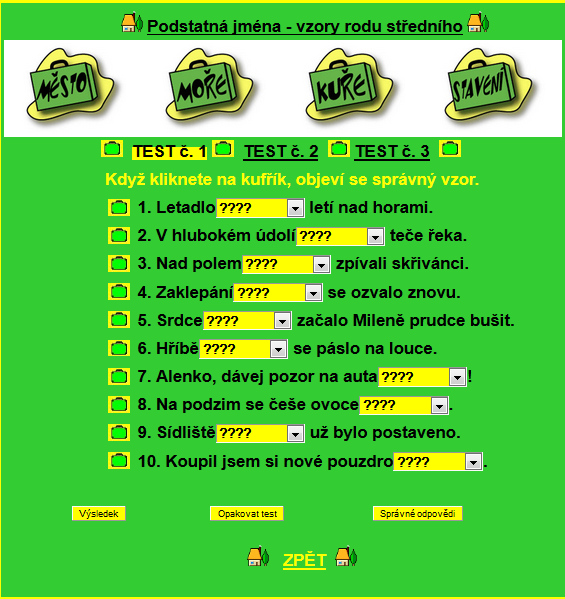 Podstatná jména - vzory rodu středního
MĚSTO MOŘE KUŘE STAVENÍ
TEST č. 1 TEST č. 2 TEST č. 3
Když kliknete na kufřík, objeví se správný vzor.
1. Letadlo ???? letí nad horami.
2. V hlubokém údolí ???? teče řeka.
3. Nad polem ???? zpívali skřivánci.
4. Zaklepání ???? se ozvalo znovu.
5. Srdce ???? začalo Mileně prudce bušit.
6. Hříbě ???? se páslo na louce.
7. Alenko, dávej pozor na auta ???? !
8. Na podzim se češe ovoce ???? .
9. Sídliště ???? už bylo postaveno.
10. Koupil jsem si nové pouzdro ???? .
Výsledek Opakovat test Správné odpovědi
ZPĚT